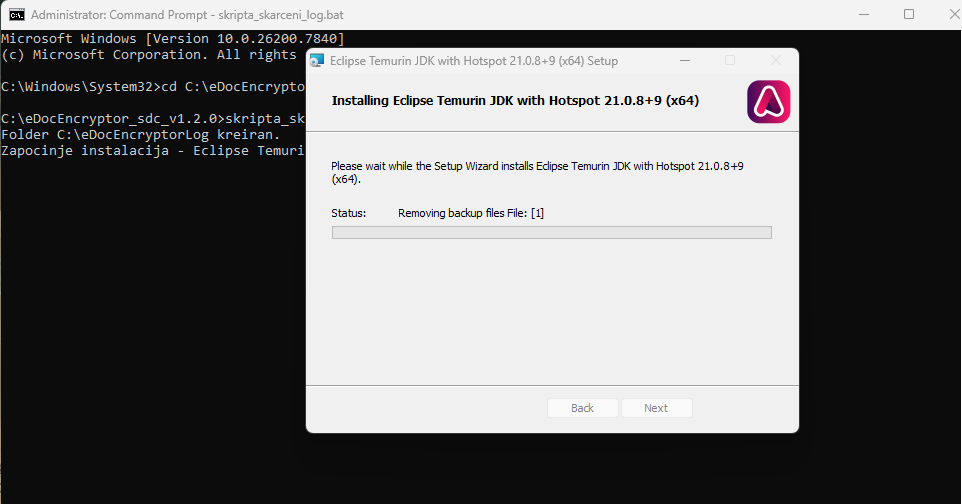 Administrator: Command Prompt - skripta_skarceni_log.bat
Microsoft Windows [Version 10.0.26200.7840]
(c) Microsoft Corporation. All rights
C:\Windows\System32>cd C:\eDocEncrypto
C:\eDocEncryptor_sdc_v1.2.0>skripta_sk
Folder C:\eDocEncryptorLog kreiran.
Zapocinje instalacija - Eclipse Temuri
Eclipse Temurin JDK with Hotspot 21.0.8+9 (x64) Setup
Installing Eclipse Temurin JDK with Hotspot 21.0.8+9 (x64)
Please wait while the Setup Wizard installs Eclipse Temurin JDK with Hotspot 21.0.8+9
(x64).
Status: Removing backup files File: [1]
Back Next